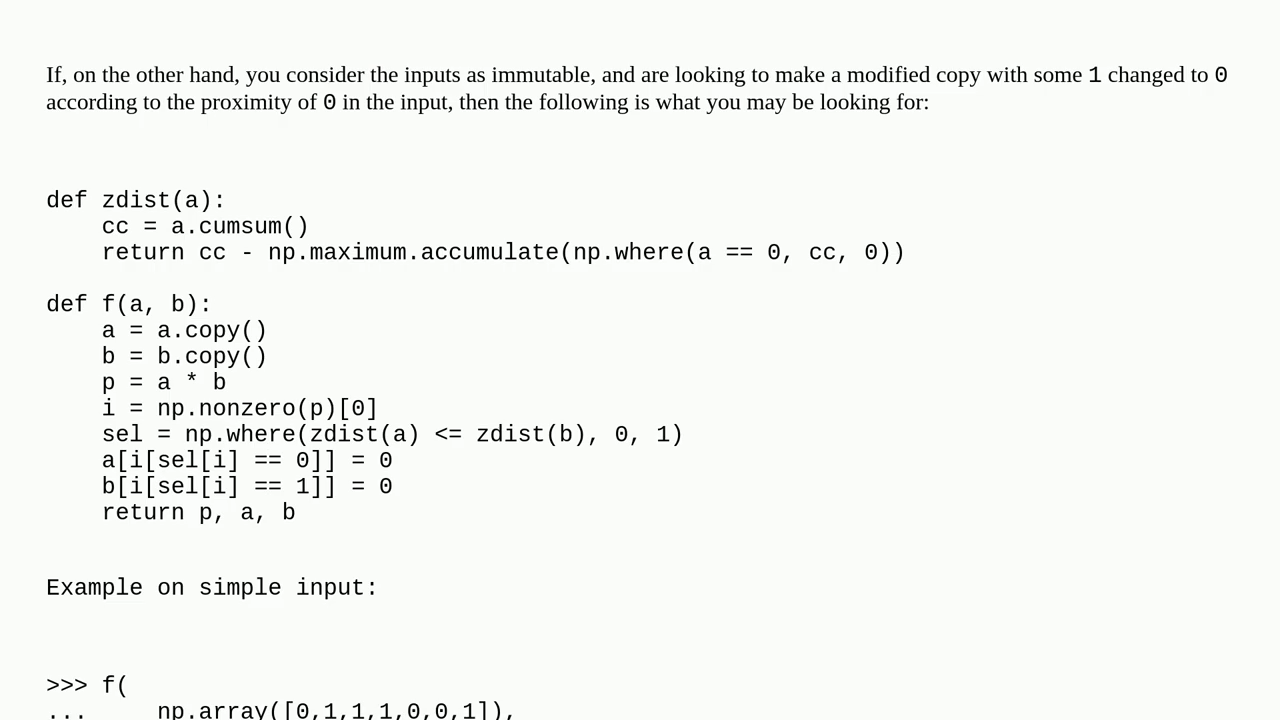 If, on the other hand, you consider the inputs as immutable, and are looking to make a modified copy with some 1 changed to 0
according to the proximity of 0 in the input, then the following is what you may be looking for:
def zdist(a):
    cc = a.cumsum()
    return cc - np.maximum.accumulate(np.where(a == 0, cc, 0))
def f(a, b):
    a = a.copy()
    b = b.copy()
    p = a * b
    i = np.nonzero(p)[0]
    sel = np.where(zdist(a) <= zdist(b), 0, 1)
    a[i[sel[i] == 0]] = 0
    b[i[sel[i] == 1]] = 0
    return p, a, b
Example on simple input:
>>> f(
...     np.array([0,1,1,1,0,0,1]),